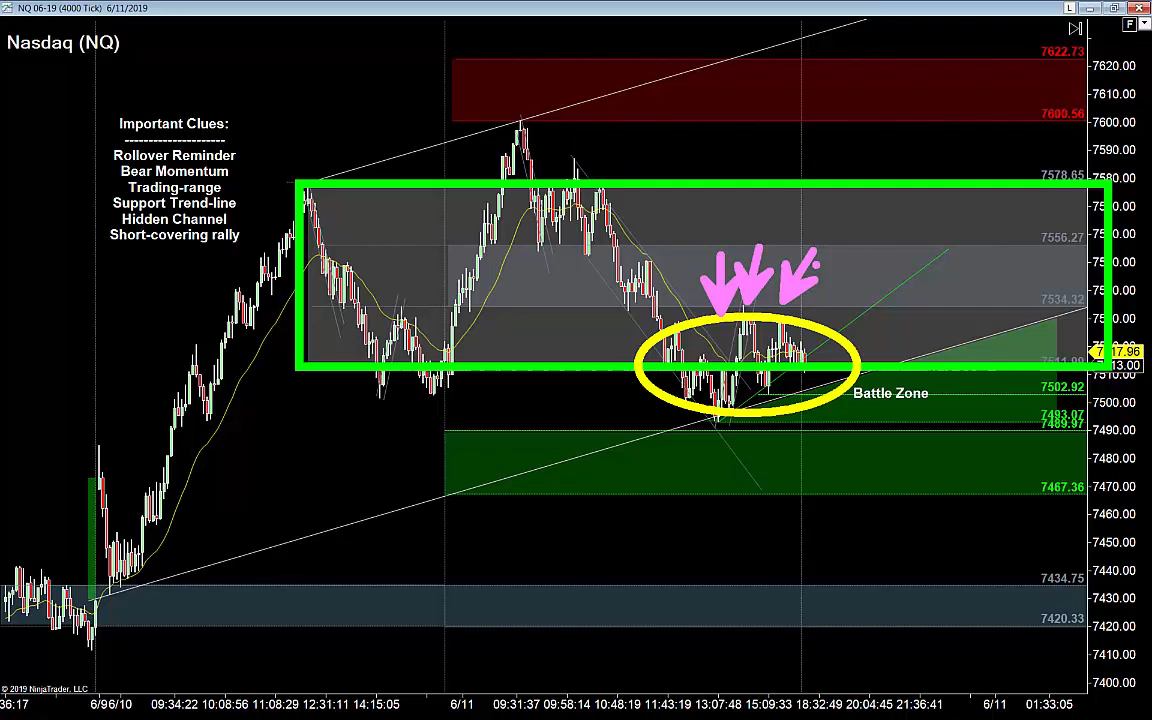 NQ 06-19 (4000 Tick) 6/11/2019
L
F
Nasdaq (NQ)
Important Clues:
---------------------
Rollover Reminder
Bear Momentum
Trading-range
Support Trend-line
Hidden Channel
Short-covering rally
7622.73
7600.56
7578.65
7556.27
7534.32
7502.92
7493.07
7489.97
7467.36
7434.75
7420.33
Battle Zone
7620.00
7610.00
7600.00
7590.00
7580.00
13.00
7500.00
7490.00
7480.00
7470.00
7460.00
7450.00
7440.00
7430.00
7420.00
7410.00
7400.00
© 2019 NinjaTrader, LLC
36:17 6/96/10 09:34:22 10:08:56 11:08:29 12:31:11 14:15:05 6/11 09:31:37 09:58:14 10:48:19 11:43:19 13:07:48 15:09:33 18:32:49 20:04:45 21:36:41 6/11 01:33:05